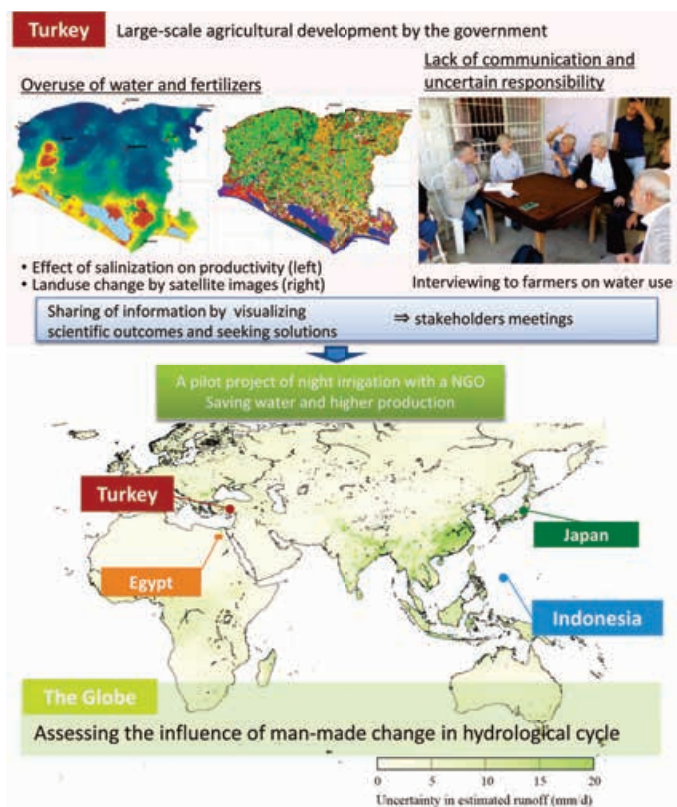 Turkey Large-scale agricultural development by the government
Overuse of water and fertilizers
Lack of communication and
uncertain responsibility
• Effect of salinization on productivity (left)
• Landuse change by satellite images (right)
Interviewing to farmers on water use
Sharing of information by visualizing
scientific outcomes and seeking solutions
⇒ stakeholders meetings
A pilot project of night irrigation with a NGO
Saving water and higher production
Turkey
Egypt
Japan
Indonesia
The Globe
Assessing the influence of man-made change in hydrological cycle
0 5 10 15 20
Uncertainty in estimated runoff (mm/d)